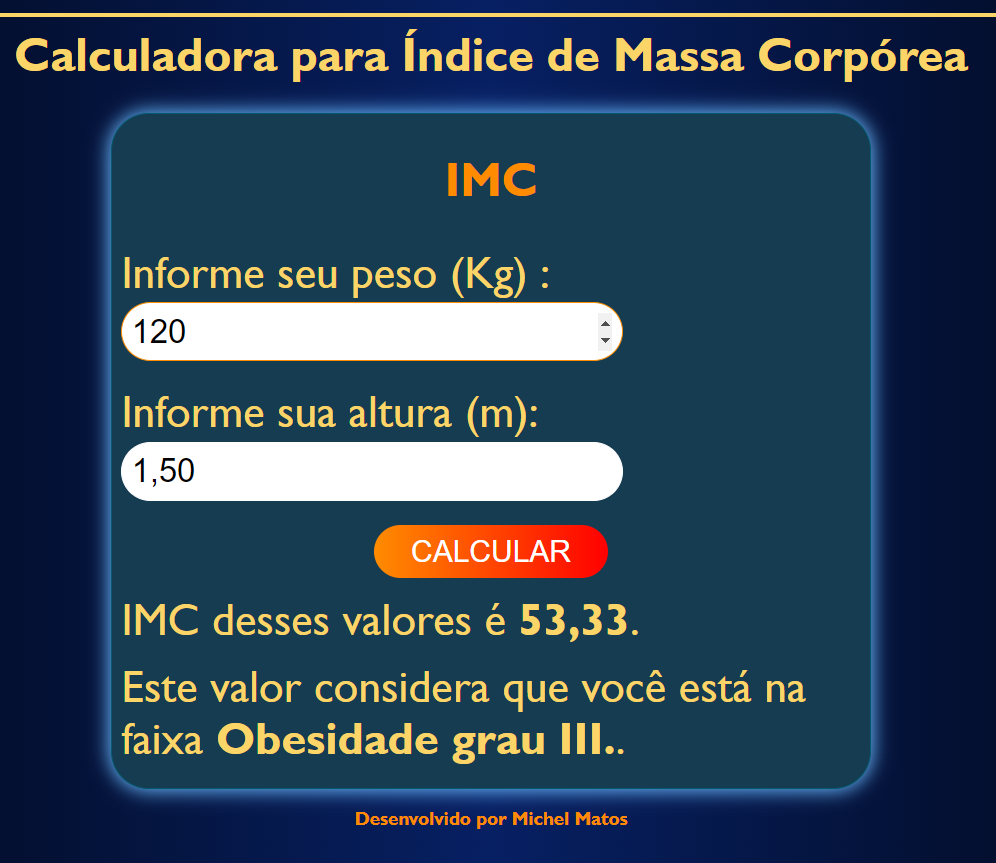 Calculadora para Índice de Massa Corpórea
IMC
Informe seu peso (Kg) :
120
Informe sua altura (m):
1,50
CALCULAR
IMC desses valores é 53,33.
Este valor considera que você está na
faixa Obesidade grau III..
Desenvolvido por Michel Matos